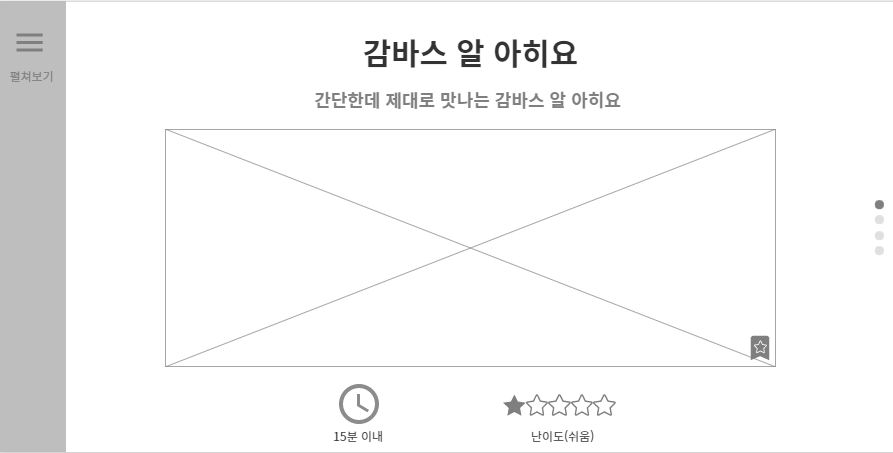 펼쳐보기
감바스 알 아히요
간단한데 제대로 맛나는 감바스 알 아히요
15분 이내
난이도(쉬움)